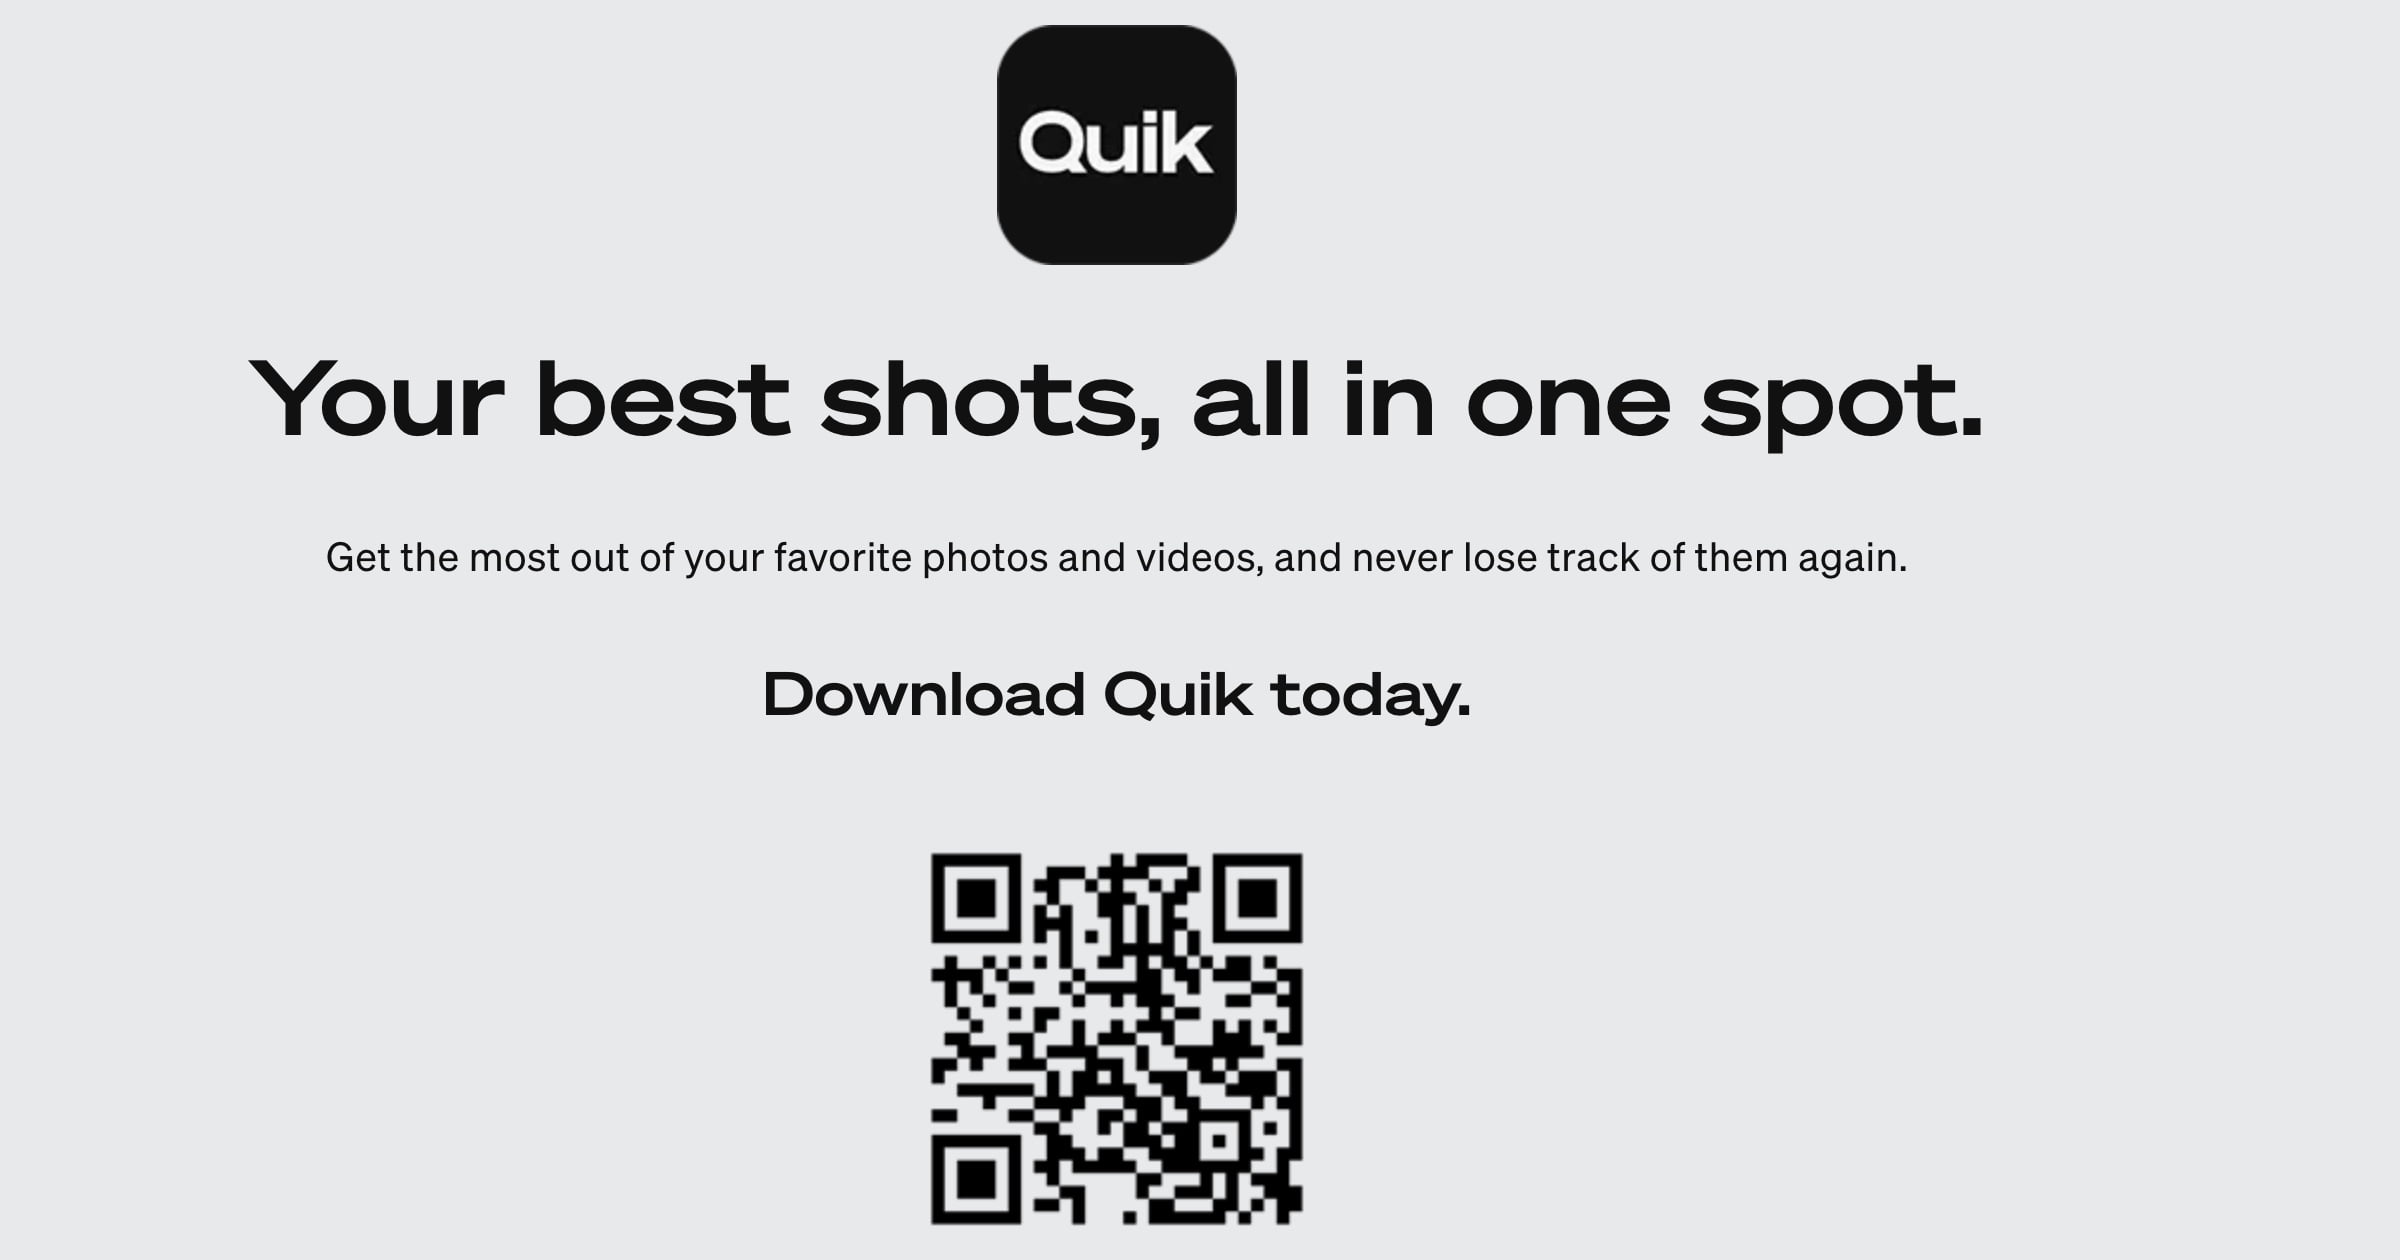 Quik
Your best shots, all in one spot.
Get the most out of your favorite photos and videos, and never lose track of them again.
Download Quik today.